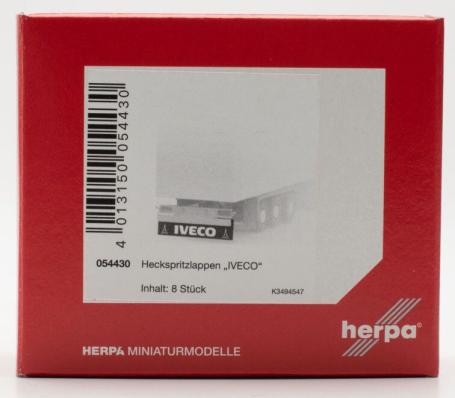 4 013150 054430
IVECO
054430 Heckspritzlappen „IVECO“
Inhalt: 8 Stück
K3494547
herpa®
HERPA MINIATURMODELLE